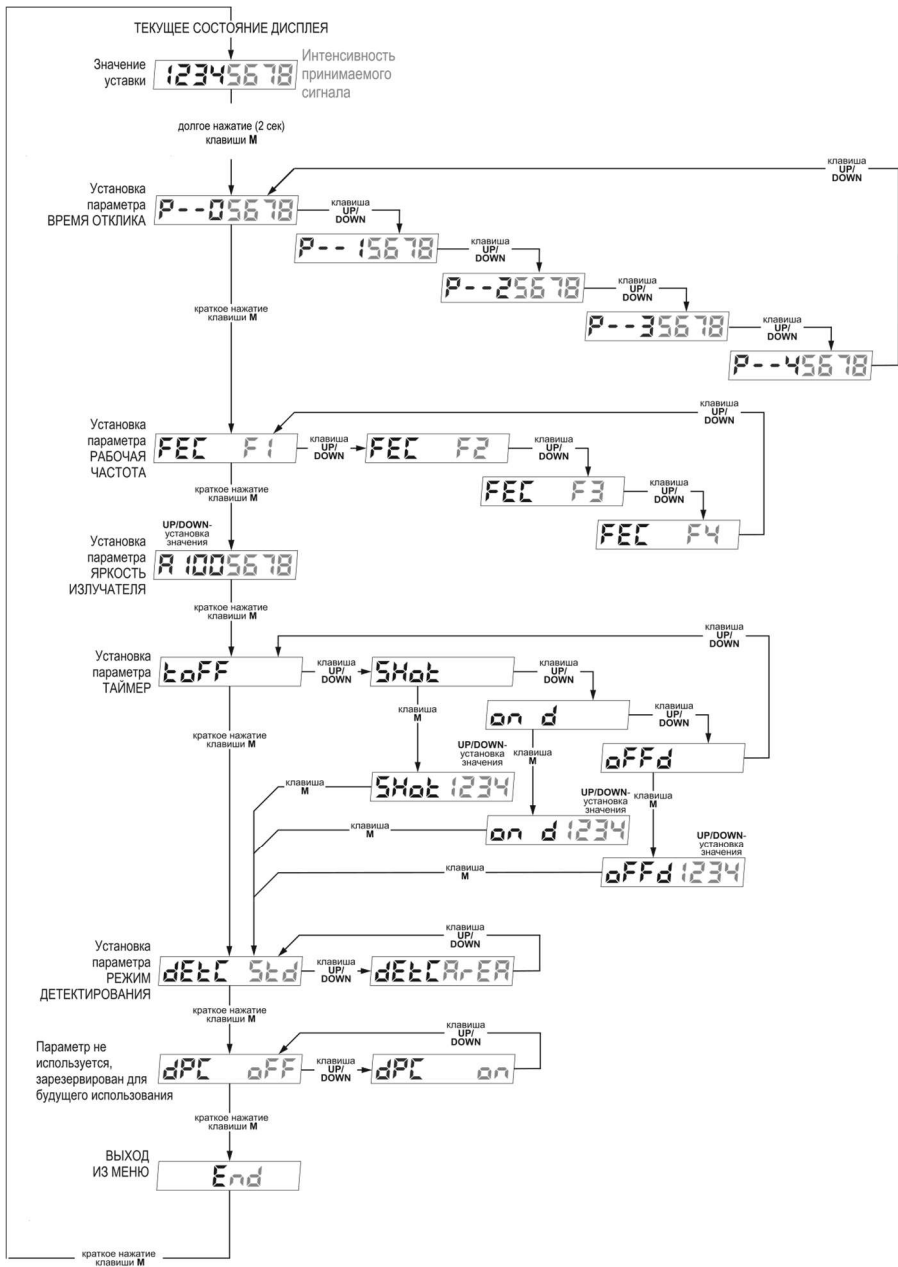 ТЕКУЩЕЕ СОСТОЯНИЕ ДИСПЛЕЯ
Значение
уставки
12345678
Интенсивность
принимаемого
сигнала
долгое нажатие (2 сек)
клавиши М
клавиша
UP/
DOWN
Установка
параметра
ВРЕМЯ ОТКЛИКА
P--05678
клавиша
UP/
DOWN
P--15678
клавиша
UP/
DOWN
P--25678
клавиша
UP/
DOWN
P--35678
клавиша
UP/
DOWN
P--45678
краткое нажатие
клавиши М
клавиша
UP/
DOWN
Установка
параметра
РАБОЧАЯ
ЧАСТОТА
FEC F1
клавиша
UP/
DOWN
FEC F2
клавиша
UP/
DOWN
FEC F3
клавиша
UP/
DOWN
FEC F4
краткое нажатие
клавиши М
UP/DOWN-
установка
значения
Установка
параметра
ЯРКОСТЬ
ИЗЛУЧАТЕЛЯ
A 1005678
краткое нажатие
клавиши М
клавиша
UP/
DOWN
Установка
параметра
ТАЙМЕР
toFF
клавиша
UP/
DOWN
SHot
клавиша
UP/
DOWN
on d
клавиша
UP/
DOWN
oFFd
клавиша
М
краткое нажатие
клавиши М
UP/DOWN-
установка
значения
клавиша
М
SHot 1234
клавиша
М
UP/DOWN-
установка
значения
клавиша
М
on d 1234
клавиша
М
UP/DOWN-
установка
значения
oFFd 1234
клавиша
М
клавиша
UP/
DOWN
Установка
параметра
РЕЖИМ
ДЕТЕКТИРОВАНИЯ
dEtC Std
клавиша
UP/
DOWN
dEtC ArEA
краткое нажатие
клавиши М
клавиша
UP/
DOWN
Параметр не
используется,
зарезервирован для
будущего использования
dPC oFF
клавиша
UP/
DOWN
dPC on
краткое нажатие
клавиши М
ВЫХОД
ИЗ МЕНЮ
End
краткое нажатие
клавиши М